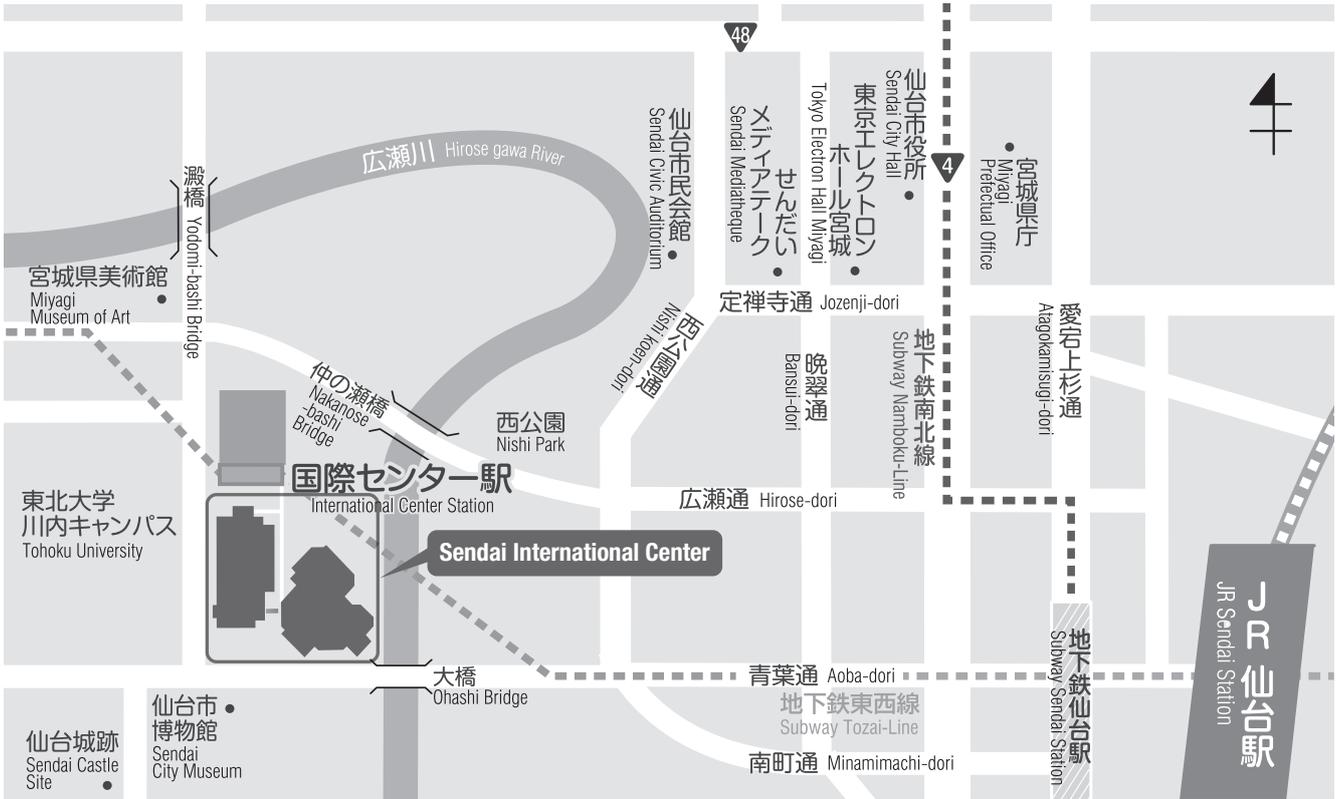 48
4
広瀬川 Hirose gawa River
澱橋 Yodomi-bashi Bridge
宮城県美術館
Miyagi
Museum of Art
仙台市民会館
Sendai Civic Auditorium
せんだい
メディアテーク
Sendai Mediatheque
東京エレクトロン
ホール宮城
Tokyo Electron Hall Miyagi
仙台市役所
Sendai City Hall
宮城県庁
Miyagi
Prefectual Office
定禅寺通 Jozenji-dori
西公園通
Nishi koen-dori
晩翠通
Bansui-dori
地下鉄南北線
Subway Namboku-Line
愛宕上杉通
Atagokamisugi-dori
仲の瀬橋
Nakanose
-bashi
Bridge
西公園
Nishi Park
国際センター駅
International Center Station
広瀬通 Hirose-dori
東北大学
川内キャンパス
Tohoku University
Sendai International Center
JR 仙台駅
JR Sendai Station
地下鉄仙台駅
Subway Sendai Station
大橋
Ohashi Bridge
青葉通 Aoba-dori
地下鉄東西線
Subway Tozai-Line
南町通 Minamimachi-dori
仙台市
博物館
Sendai
City Museum
仙台城跡
Sendai Castle
Site